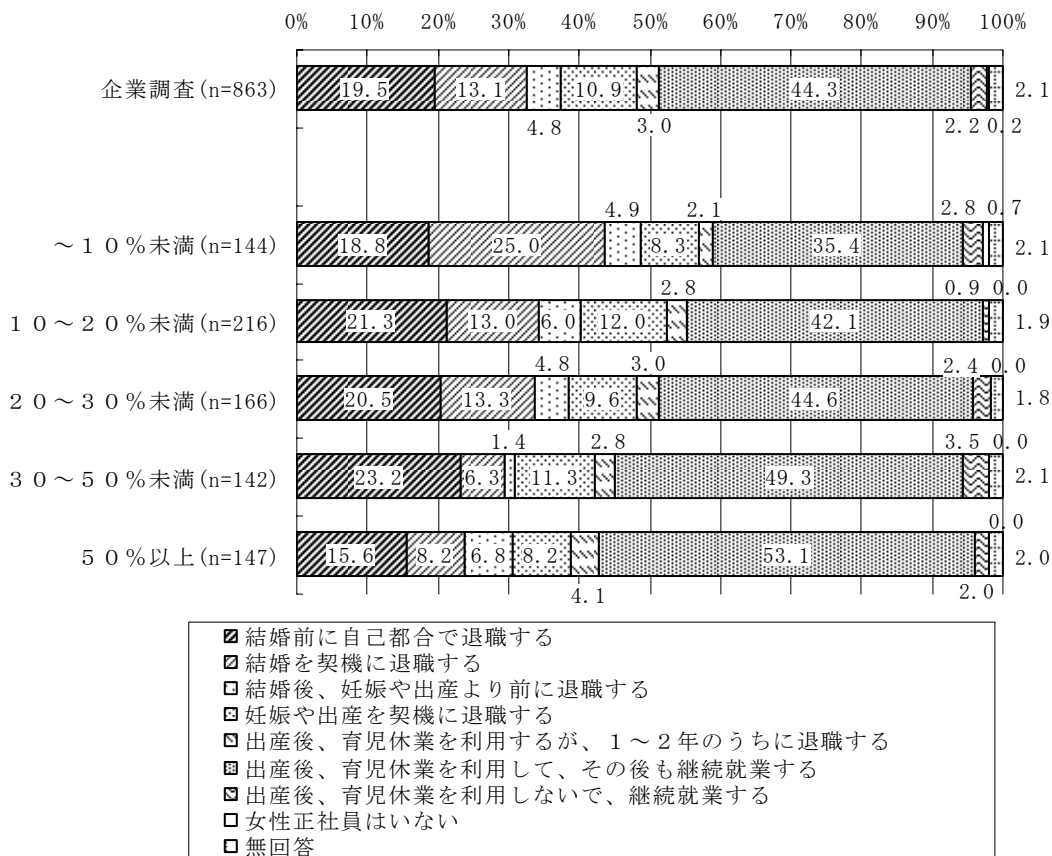 0% 10% 20% 30% 40% 50% 60% 70% 80% 90% 100%
企業調査(n=863) 19.5 13.1 10.9 44.3 2.1
4.8 3.0 2.2 0.2
4.9 2.1 2.8 0.7
～１０％未満(n=144) 18.8 25.0 8.3 35.4 2.1
2.8 0.9 0.0
１０～２０％未満(n=216) 21.3 13.0 6.0 12.0 42.1 1.9
4.8 3.0 2.4 0.0
２０～３０％未満(n=166) 20.5 13.3 9.6 44.6 1.8
1.4 2.8 3.5 0.0
３０～５０％未満(n=142) 23.2 6.3 11.3 49.3 2.1
0.0
５０％以上(n=147) 15.6 8.2 6.8 8.2 53.1 2.0
4.1 2.0
結婚前に自己都合で退職する
結婚を契機に退職する
結婚後、妊娠や出産より前に退職する
妊娠や出産を契機に退職する
出産後、育児休業を利用するが、１～２年のうちに退職する
出産後、育児休業を利用して、その後も継続就業する
出産後、育児休業を利用しないで、継続就業する
女性正社員はいない
無回答